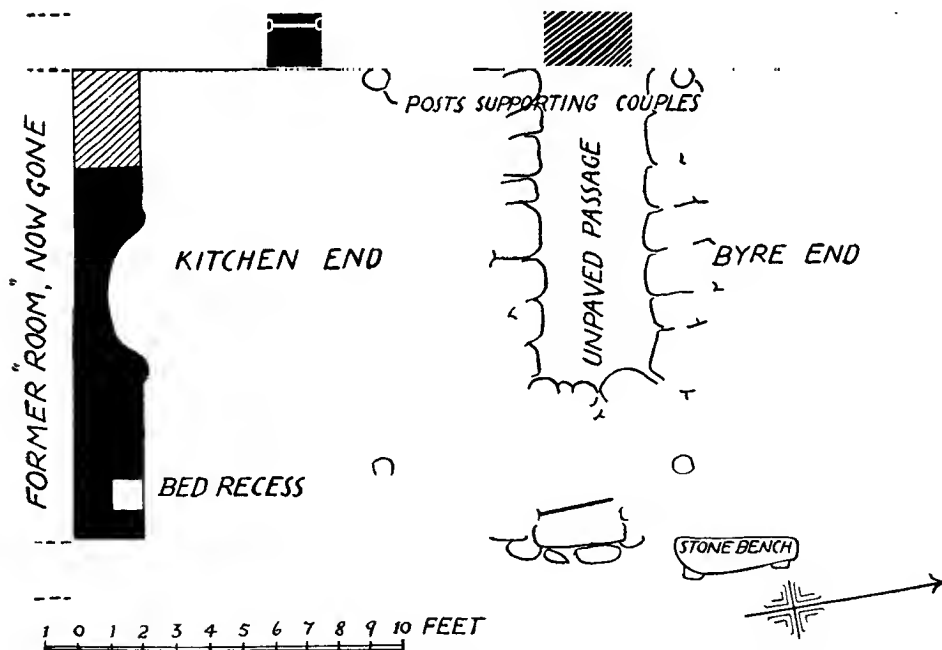 POSTS SUPPORTING COUPLES
FORMER "ROOM," NOW GONE
KITCHEN END
UNPAVED PASSAGE
BYRE END
BED RECESS
STONE BENCH
1 0 1 2 3 4 5 6 7 8 9 10 FEET